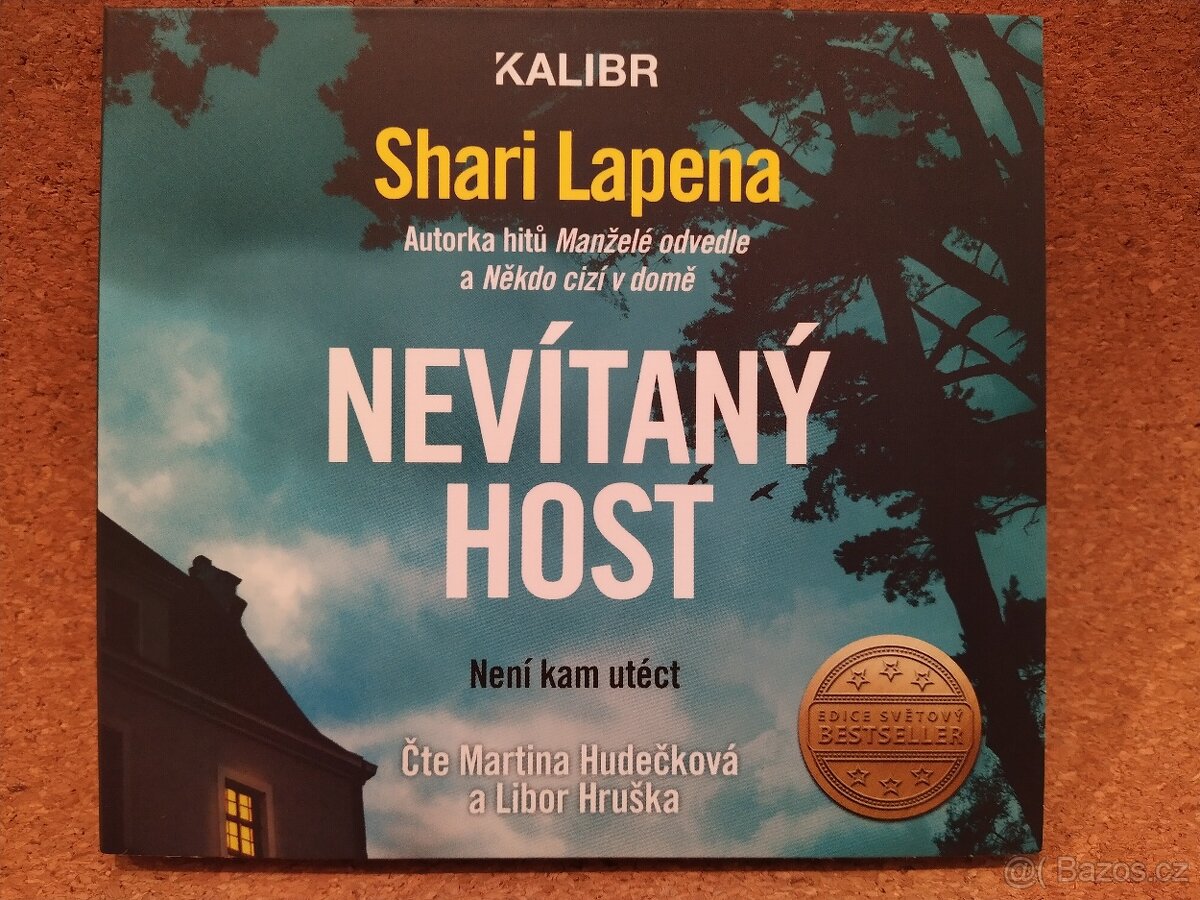 KALIBR
Shari Lapena
Autorka hitů Manželé odvedle
a Někdo cizí v domě
NEVÍTANÝ
HOST
Není kam utéct
EDICE SVĚTOVÝ
BESTSELLER
Čte Martina Hudečková
a Libor Hruška
@( Bazos.cz